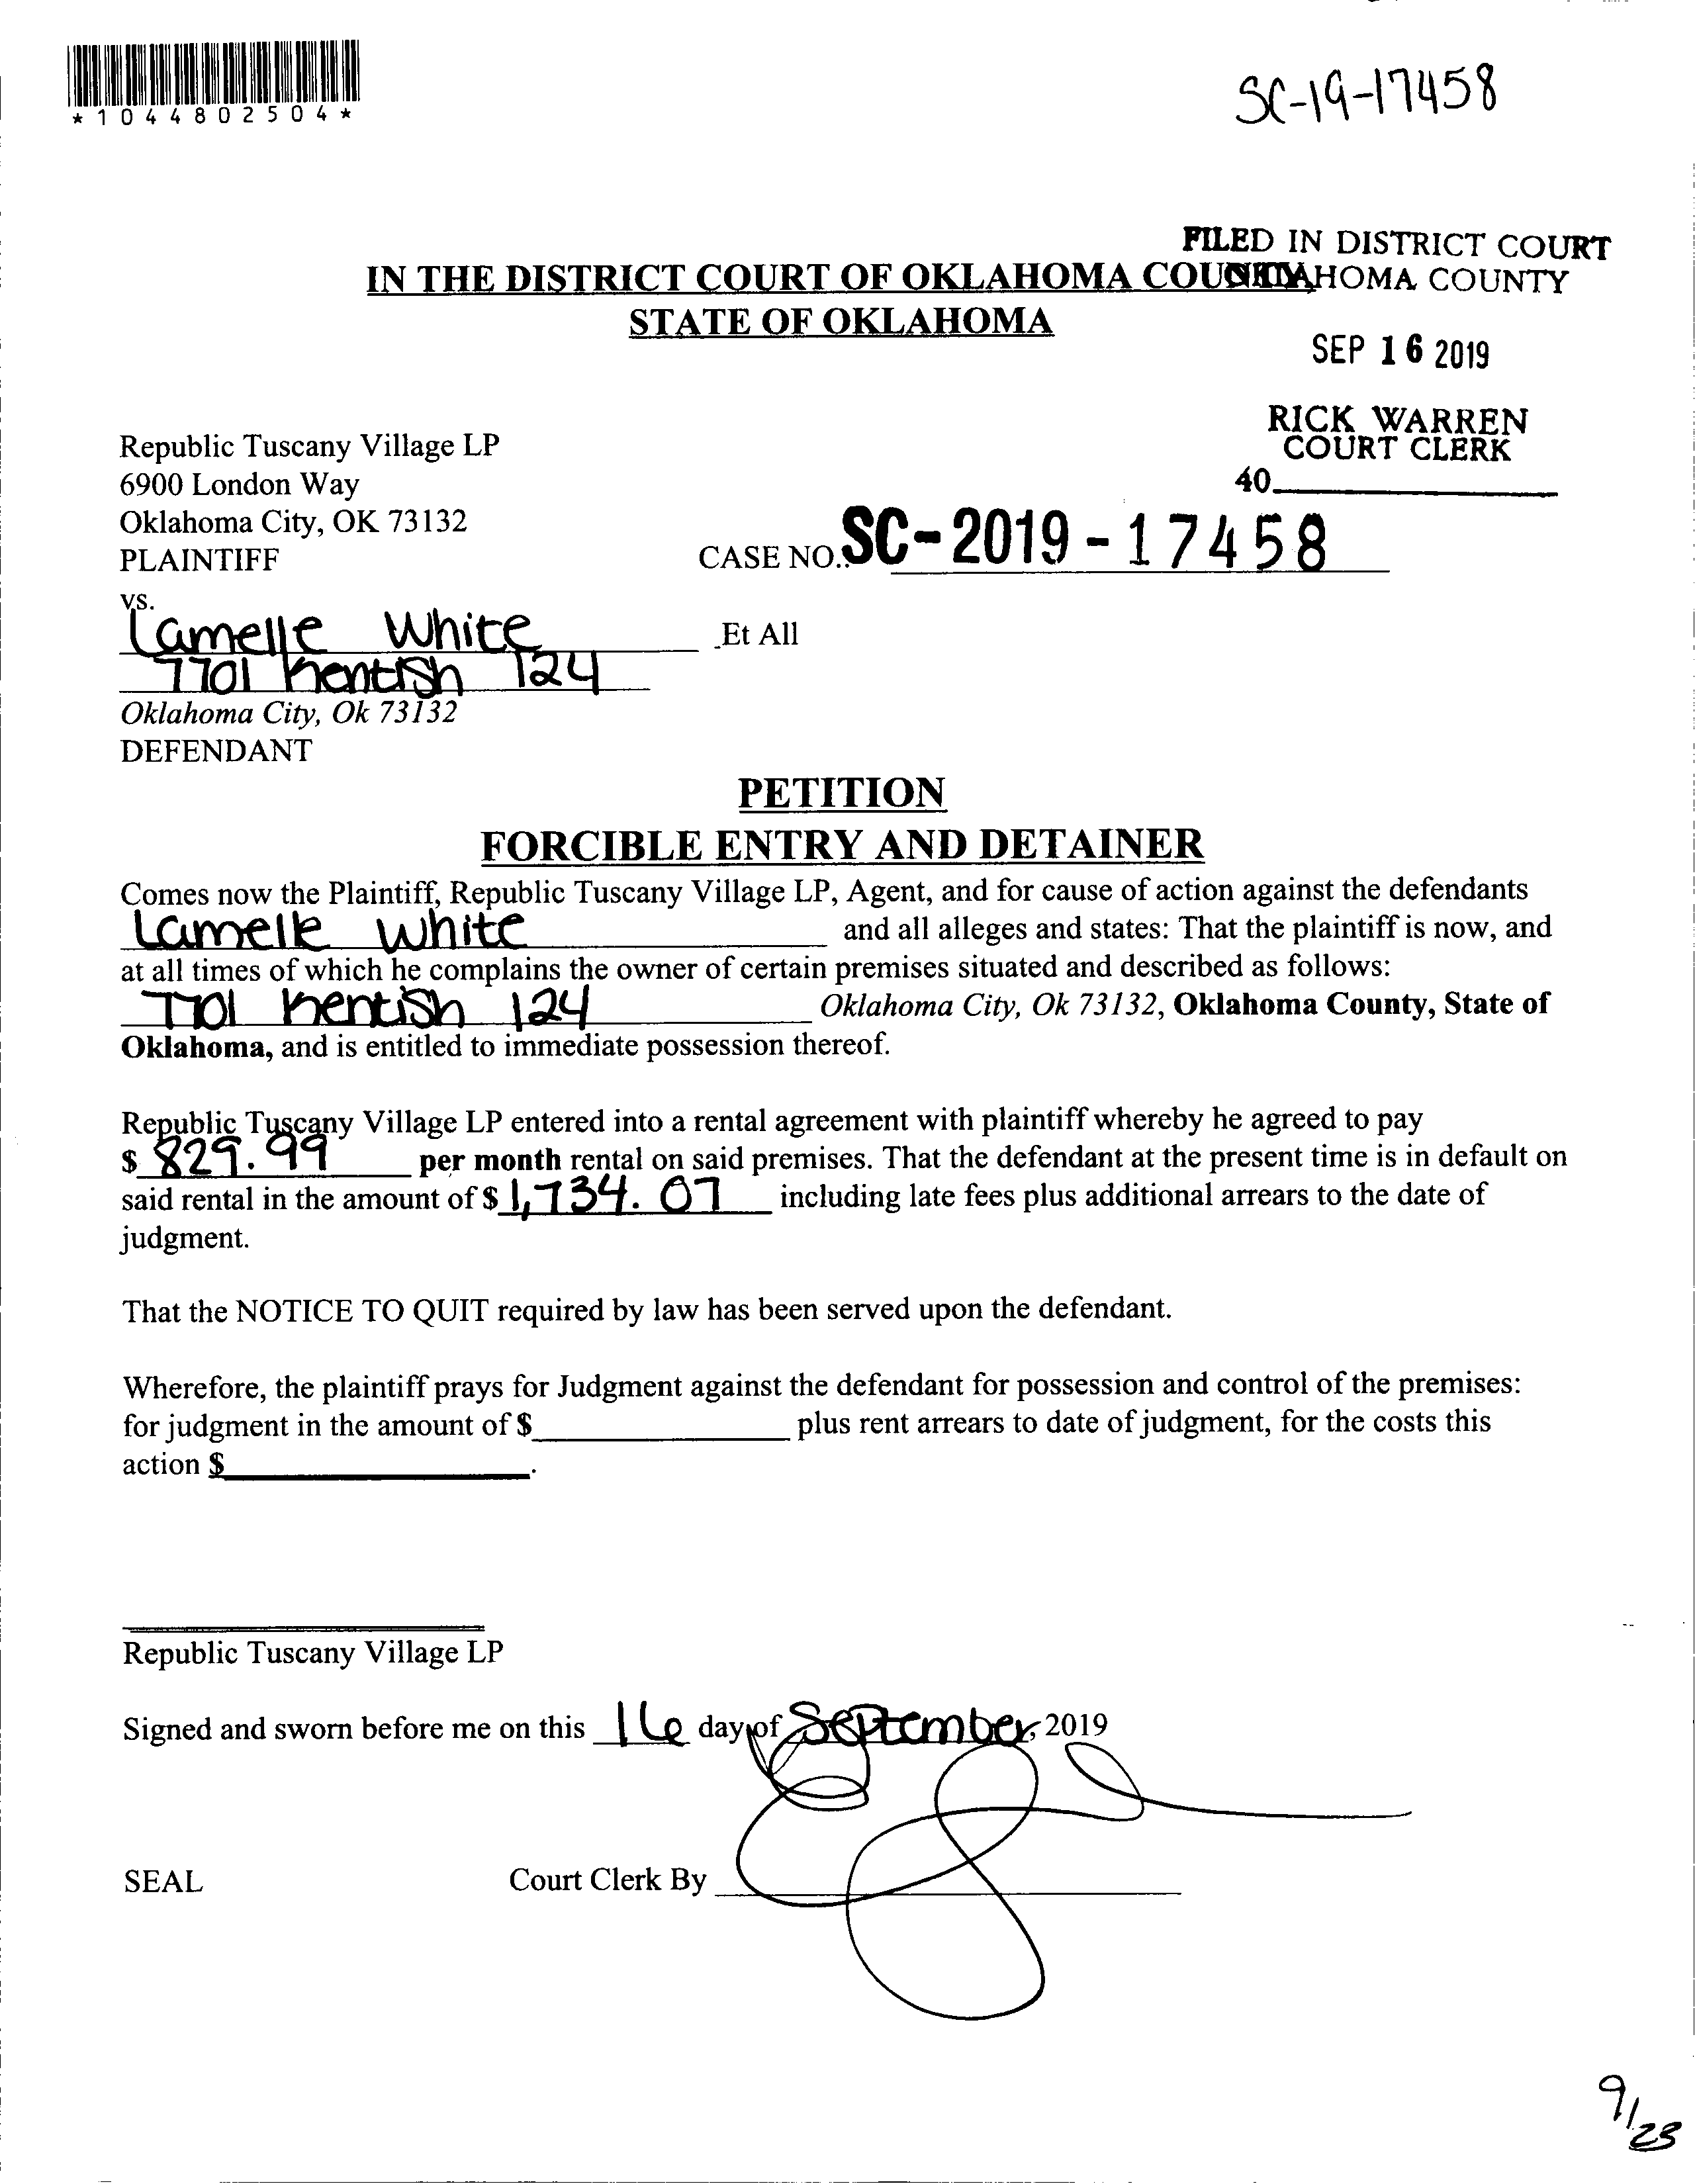 *1044802504*
SC-19-17458
FILED IN DISTRICT COURT
OKLAHOMA COUNTY
IN THE DISTRICT COURT OF OKLAHOMA COUNTY
STATE OF OKLAHOMA
SEP 16 2019
RICK WARREN
COURT CLERK
40
Republic Tuscany Village LP
6900 London Way
Oklahoma City, OK 73132
PLAINTIFF
CASE NO.: SC-2019-17458
vs.
Lamelle White Et All
7701 Kentish 124
Oklahoma City, Ok 73132
DEFENDANT
PETITION
FORCIBLE ENTRY AND DETAINER
Comes now the Plaintiff, Republic Tuscany Village LP, Agent, and for cause of action against the defendants
Lamelle White and all alleges and states: That the plaintiff is now, and
at all times of which he complains the owner of certain premises situated and described as follows:
7701 Kentish 124 Oklahoma City, Ok 73132, Oklahoma County, State of
Oklahoma, and is entitled to immediate possession thereof.
Republic Tuscany Village LP entered into a rental agreement with plaintiff whereby he agreed to pay
$ 829.99 per month rental on said premises. That the defendant at the present time is in default on
said rental in the amount of $ 1,734.07 including late fees plus additional arrears to the date of
judgment.
That the NOTICE TO QUIT required by law has been served upon the defendant.
Wherefore, the plaintiff prays for Judgment against the defendant for possession and control of the premises:
for judgment in the amount of $ plus rent arrears to date of judgment, for the costs this
action $ .
Republic Tuscany Village LP
Signed and sworn before me on this 16 day of September, 2019
SEAL Court Clerk By
9/23